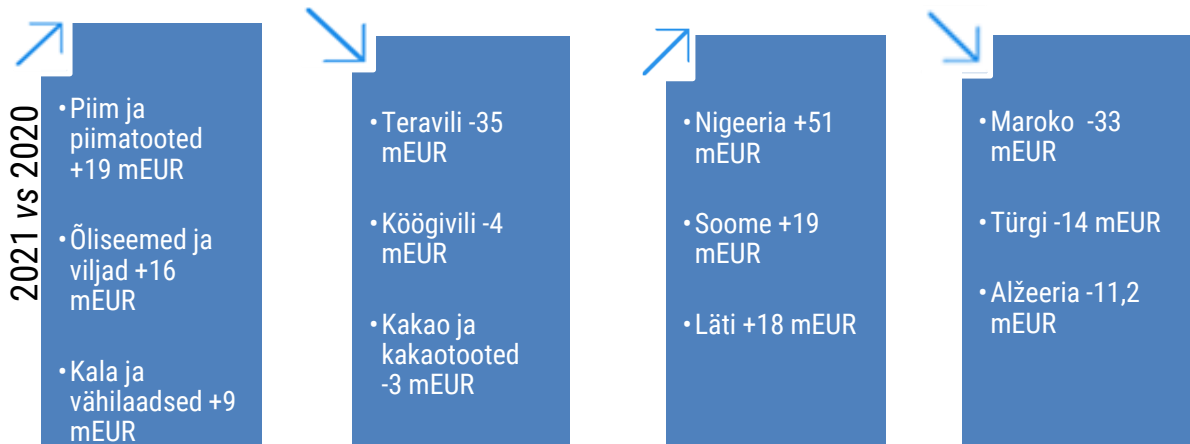 2021 vs 2020
•Piim ja
piimatooted
+19 mEUR
•Õliseemed ja
viljad +16
mEUR
•Kala ja
vähilaadsed +9
mEUR
•Teravili -35
mEUR
•Köögivili -4
mEUR
•Kakao ja
kakaotooted
-3 mEUR
•Nigeeria +51
mEUR
•Soome +19
mEUR
•Läti +18 mEUR
•Maroko -33
mEUR
•Türgi -14 mEUR
•Alžeeria -11,2
mEUR